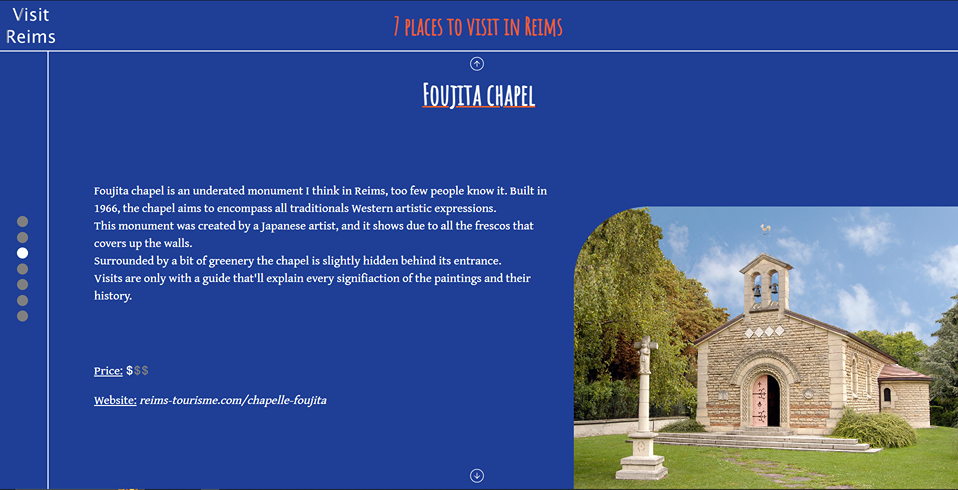 Visit
Reims
7 places to visit in Reims
Foujita chapel
Foujita chapel is an underated monument I think in Reims, too few people know it. Built in
1966, the chapel aims to encompass all traditionals Western artistic expressions.
This monument was created by a Japanese artist, and it shows due to all the frescos that
covers up the walls.
Surrounded by a bit of greenery the chapel is slightly hidden behind its entrance.
Visits are only with a guide that'll explain every signifiaction of the paintings and their
history.
Price: $$$
Website: reims-tourisme.com/chapelle-foujita